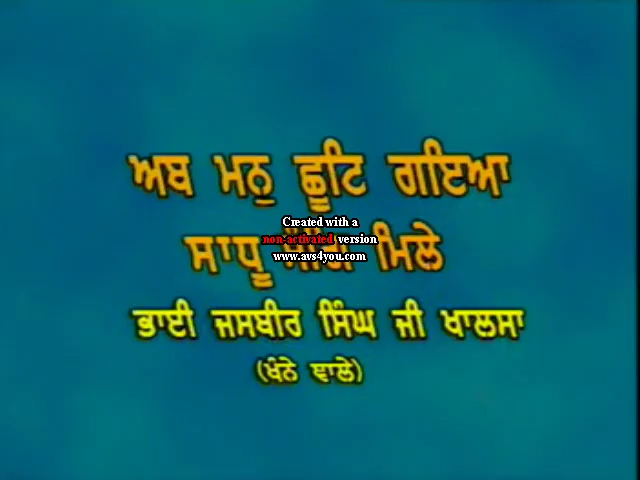 ਅਬ ਮਨੁ ਛੂਟਿ ਗਇਆ
Created with a
ਸਾਧੂ ਮਿਲੇ
non-activated version
www.avs4you.com
ਭਾਈ ਜਸਬੀਰ ਸਿੰਘ ਜੀ ਖਾਲਸਾ
(ਖੰਨੇ ਵਾਲੇ)